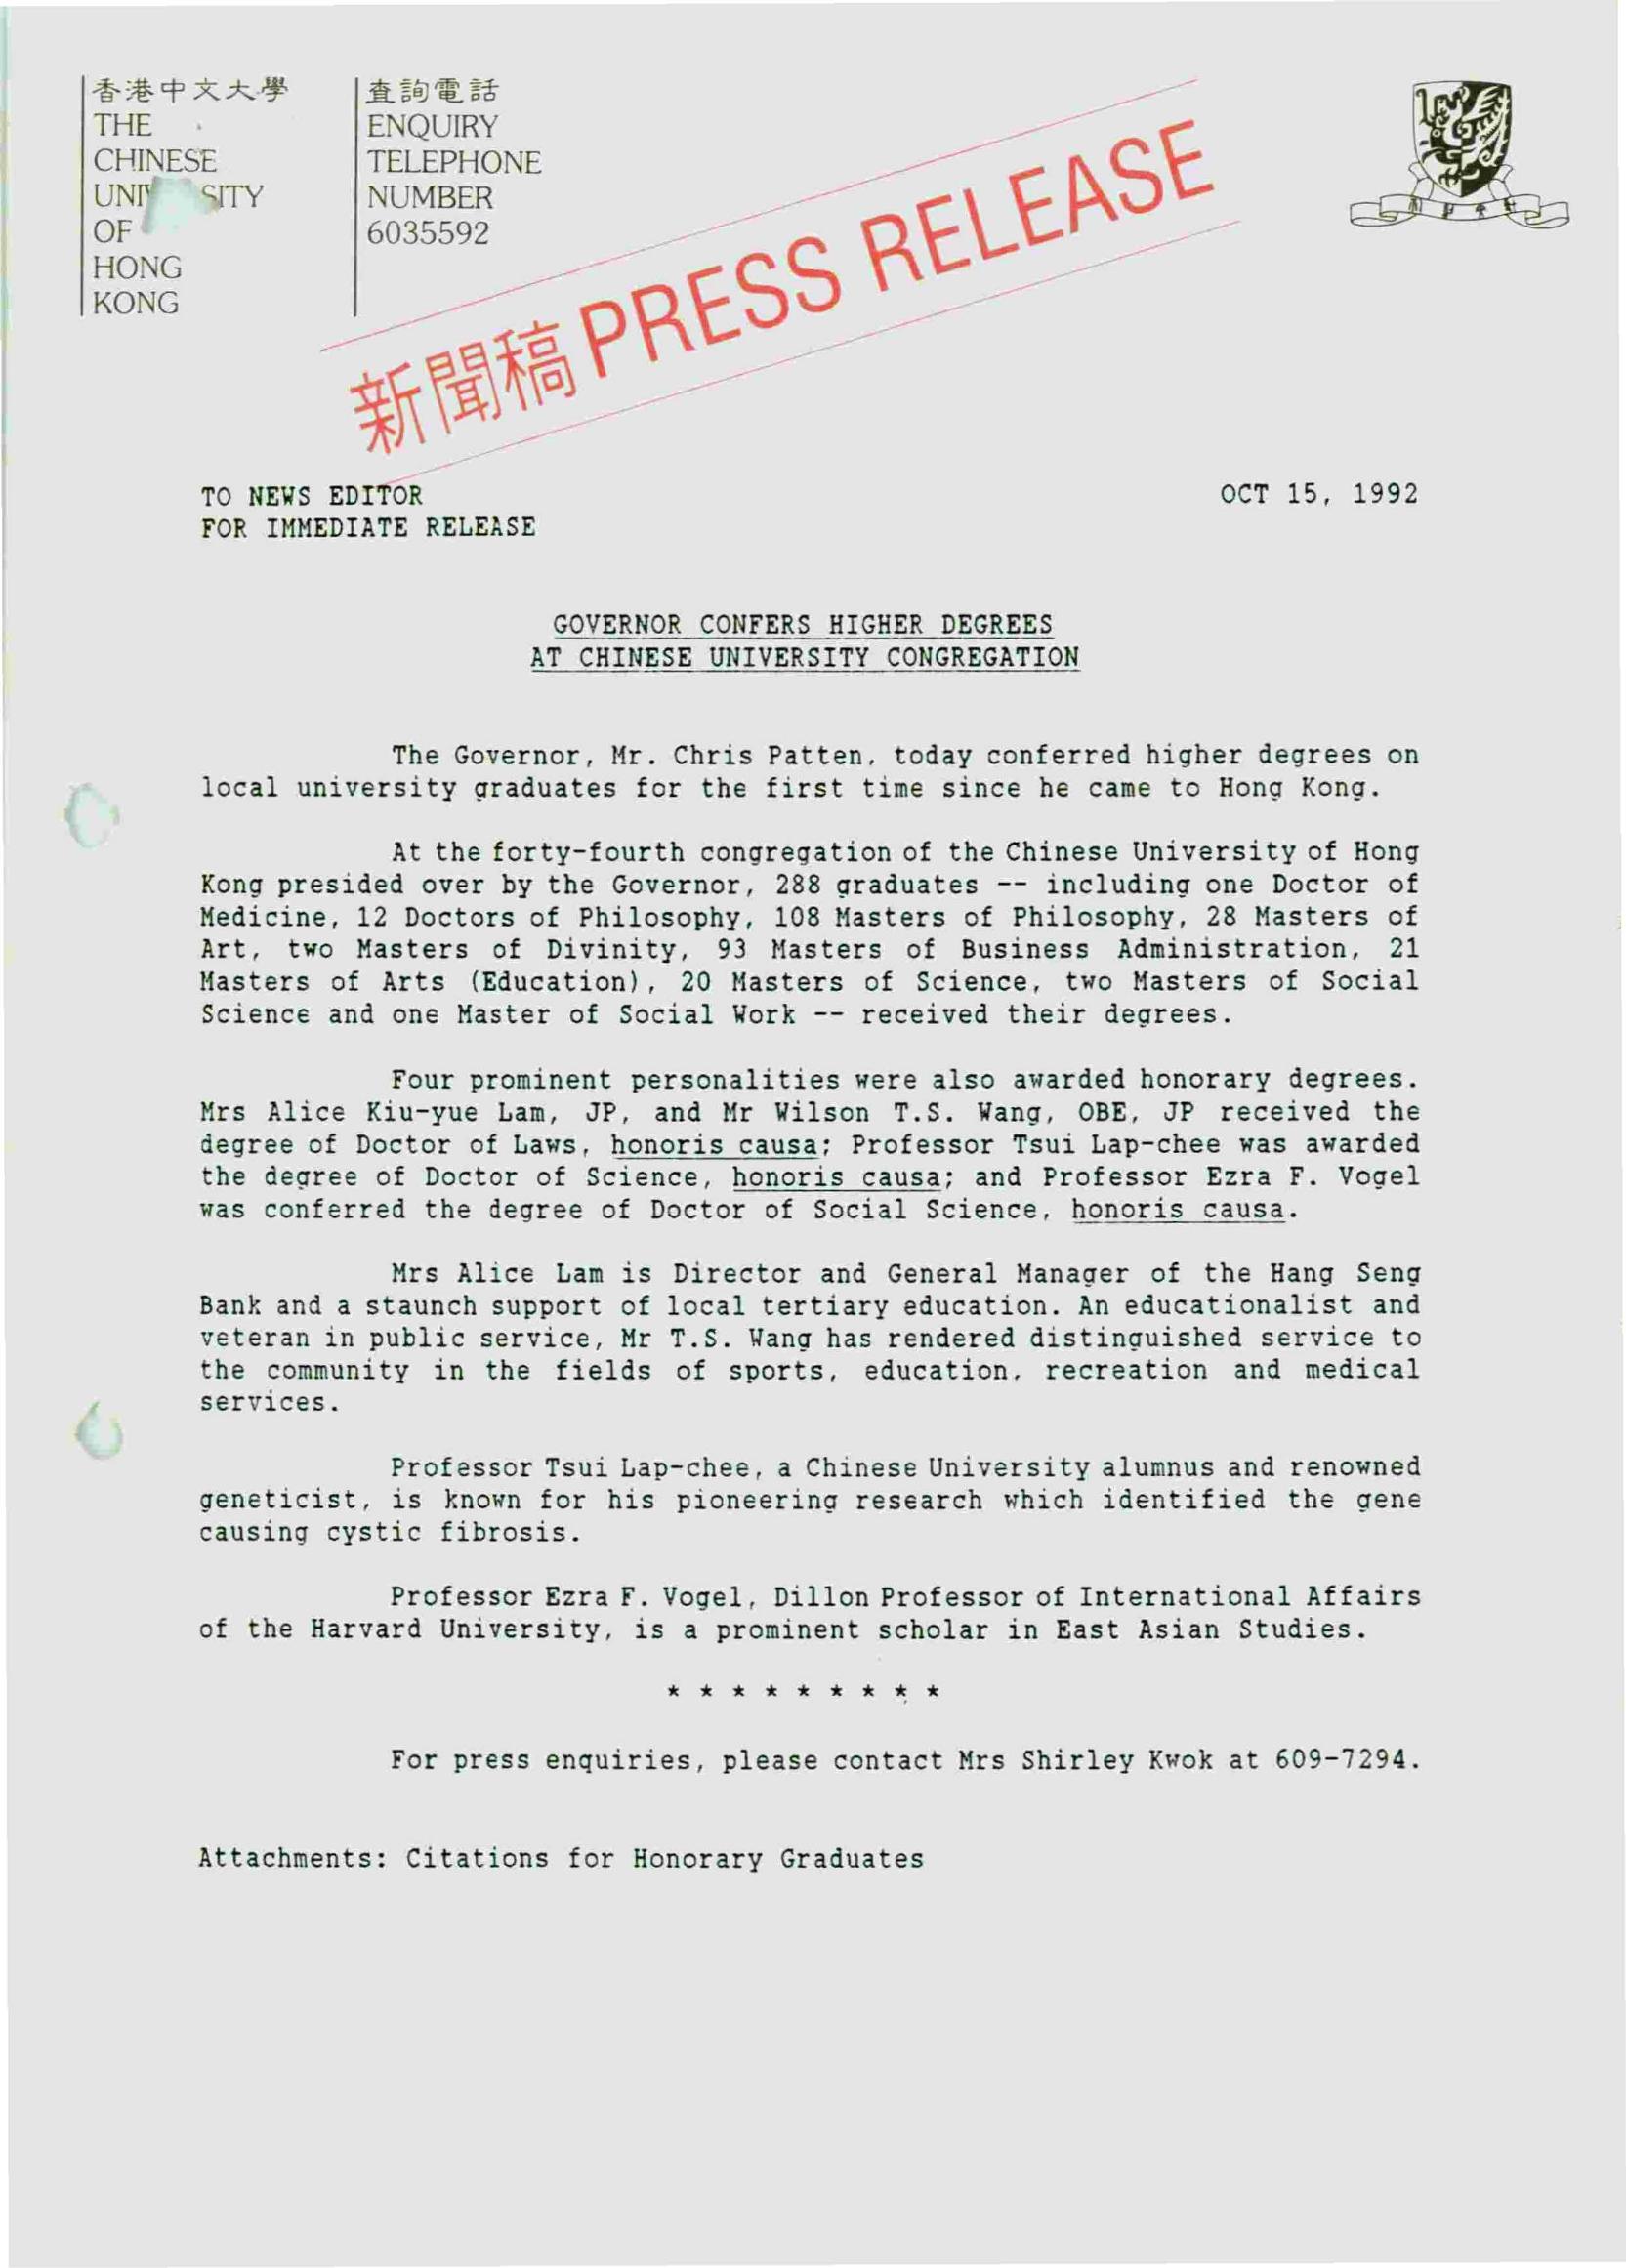 香港中文大學
THE
CHINESE
UNIV SITY
OF
HONG
KONG
查詢電話
ENQUIRY
TELEPHONE
NUMBER
6035592
新聞稿 PRESS RELEASE
TO NEWS EDITOR
FOR IMMEDIATE RELEASE
OCT 15, 1992
GOVERNOR CONFERS HIGHER DEGREES
AT CHINESE UNIVERSITY CONGREGATION
The Governor, Mr. Chris Patten, today conferred higher degrees on
local university graduates for the first time since he came to Hong Kong.
At the forty-fourth congregation of the Chinese University of Hong
Kong presided over by the Governor, 288 graduates -- including one Doctor of
Medicine, 12 Doctors of Philosophy, 108 Masters of Philosophy, 28 Masters of
Art, two Masters of Divinity, 93 Masters of Business Administration, 21
Masters of Arts (Education), 20 Masters of Science, two Masters of Social
Science and one Master of Social Work -- received their degrees.
Four prominent personalities were also awarded honorary degrees.
Mrs Alice Kiu-yue Lam, JP, and Mr Wilson T.S. Wang, OBE, JP received the
degree of Doctor of Laws, honoris causa; Professor Tsui Lap-chee was awarded
the degree of Doctor of Science, honoris causa; and Professor Ezra F. Vogel
was conferred the degree of Doctor of Social Science, honoris causa.
Mrs Alice Lam is Director and General Manager of the Hang Seng
Bank and a staunch support of local tertiary education. An educationalist and
veteran in public service, Mr T.S. Wang has rendered distinguished service to
the community in the fields of sports, education, recreation and medical
services.
Professor Tsui Lap-chee, a Chinese University alumnus and renowned
geneticist, is known for his pioneering research which identified the gene
causing cystic fibrosis.
Professor Ezra F. Vogel, Dillon Professor of International Affairs
of the Harvard University, is a prominent scholar in East Asian Studies.
* * * * * * * * *
For press enquiries, please contact Mrs Shirley Kwok at 609-7294.
Attachments: Citations for Honorary Graduates